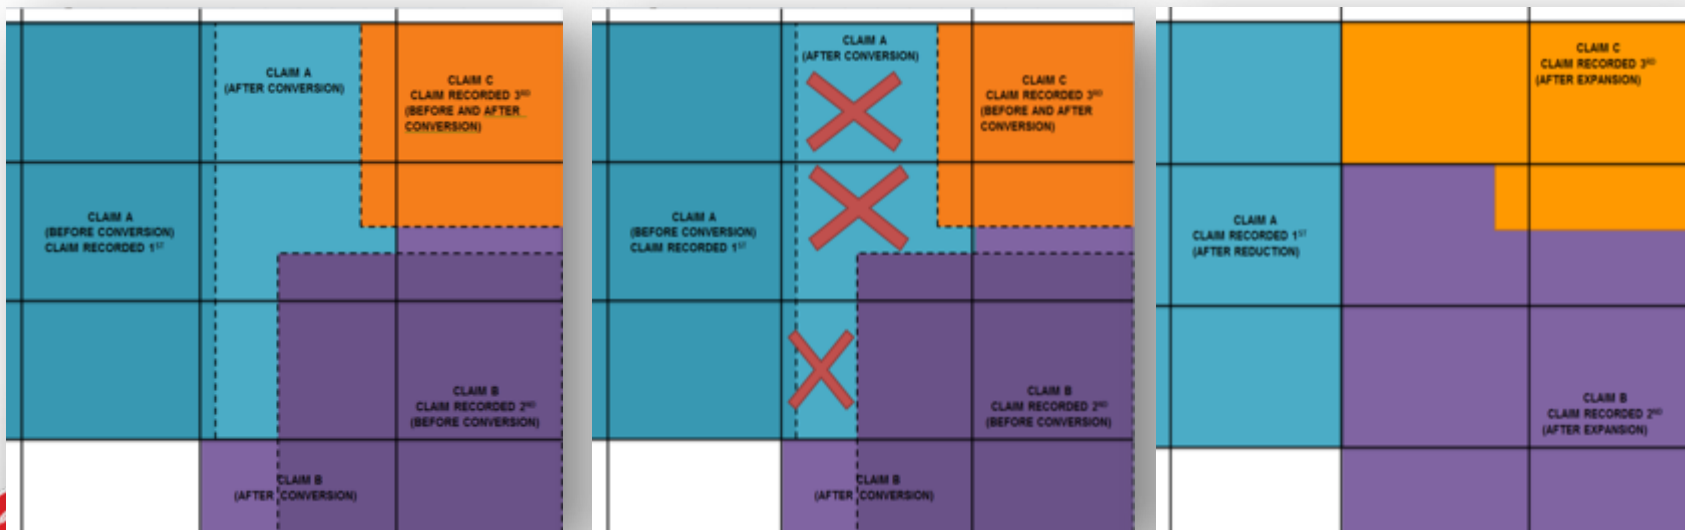 CLAIM A
(AFTER CONVERSION)
CLAIM C
CLAIM RECORDED 3RD
(BEFORE AND AFTER
CONVERSION)
CLAIM A
(BEFORE CONVERSION)
CLAIM RECORDED 1ST
CLAIM B
CLAIM RECORDED 2ND
(BEFORE CONVERSION)
CLAIM B
(AFTER CONVERSION)
CLAIM A
(AFTER CONVERSION)
CLAIM C
CLAIM RECORDED 3RD
(BEFORE AND AFTER
CONVERSION)
CLAIM A
(BEFORE CONVERSION)
CLAIM RECORDED 1ST
CLAIM B
CLAIM RECORDED 2ND
(BEFORE CONVERSION)
CLAIM B
(AFTER CONVERSION)
CLAIM C
CLAIM RECORDED 3RD
(AFTER EXPANSION)
CLAIM A
CLAIM RECORDED 1ST
(AFTER REDUCTION)
CLAIM B
CLAIM RECORDED 2ND
(AFTER EXPANSION)